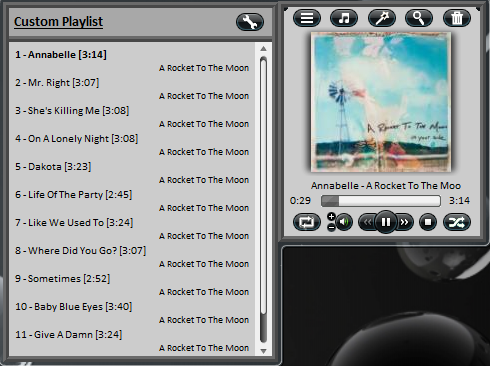 Custom Playlist
1 - Annabelle [3:14]
A Rocket To The Moon
2 - Mr. Right [3:07]
A Rocket To The Moon
3 - She's Killing Me [3:08]
A Rocket To The Moon
4 - On A Lonely Night [3:08]
A Rocket To The Moon
5 - Dakota [3:23]
A Rocket To The Moon
6 - Life Of The Party [2:45]
A Rocket To The Moon
7 - Like We Used To [3:24]
A Rocket To The Moon
8 - Where Did You Go? [3:07]
A Rocket To The Moon
9 - Sometimes [2:52]
A Rocket To The Moon
10 - Baby Blue Eyes [3:40]
A Rocket To The Moon
11 - Give A Damn [3:24]
A Rocket To The Moon
A Rocket To The Moon
on your side
Annabelle - A Rocket To The Moo
0:29 3:14